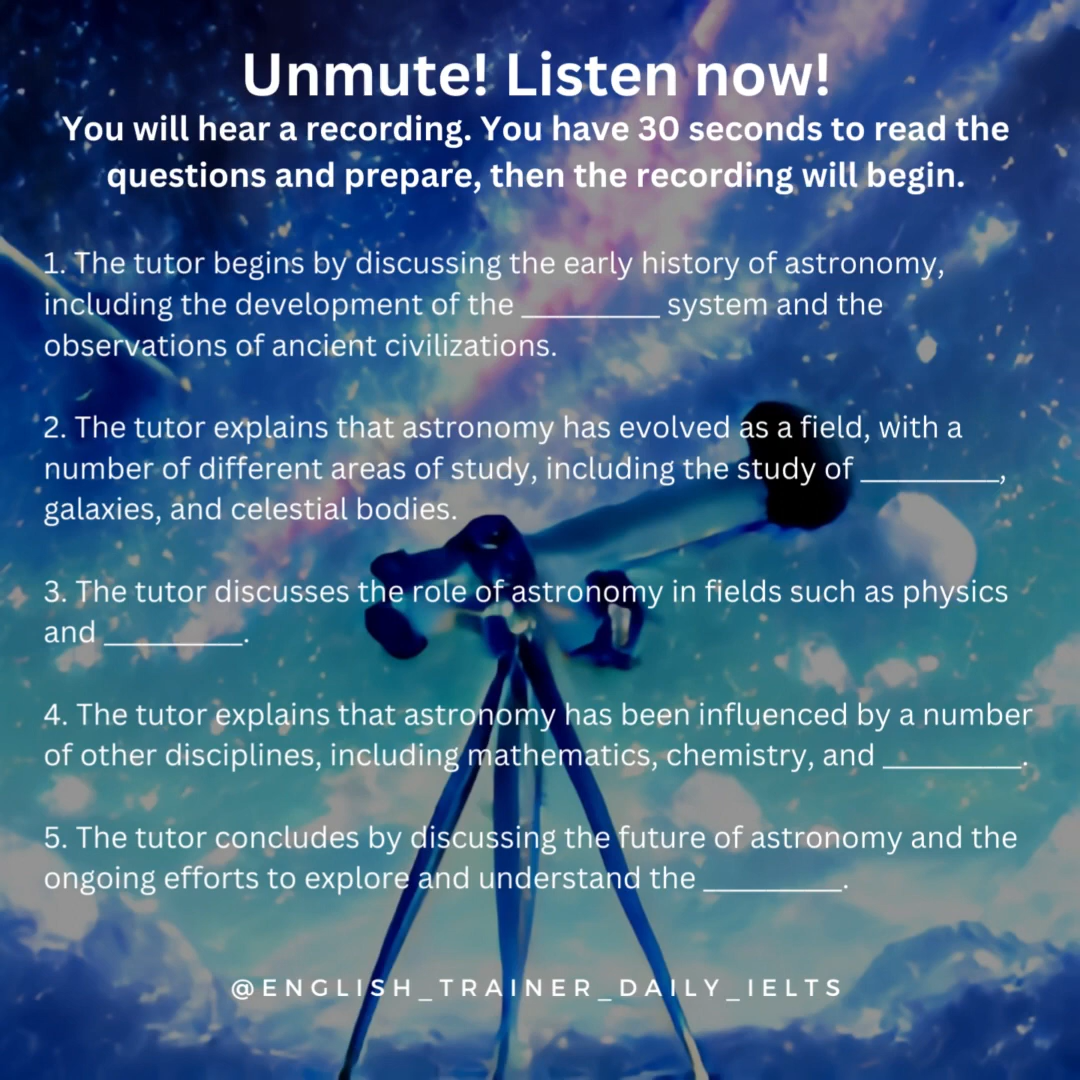 Unmute! Listen now!
You will hear a recording. You have 30 seconds to read the
questions and prepare, then the recording will begin.
1. The tutor begins by discussing the early history of astronomy,
including the development of the _________ system and the
observations of ancient civilizations.
2. The tutor explains that astronomy has evolved as a field, with a
number of different areas of study, including the study of _________,
galaxies, and celestial bodies.
3. The tutor discusses the role of astronomy in fields such as physics
and _________.
4. The tutor explains that astronomy has been influenced by a number
of other disciplines, including mathematics, chemistry, and _________.
5. The tutor concludes by discussing the future of astronomy and the
ongoing efforts to explore and understand the _________.
@ENGLISH_TRAINER_DAILY_IELTS